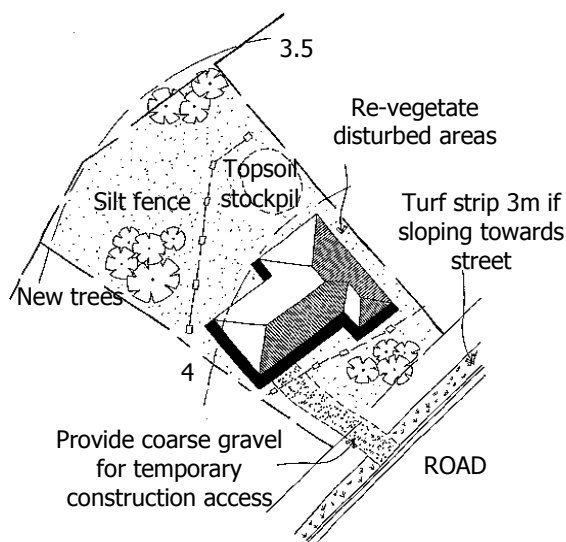 3.5
Re-vegetate
disturbed areas
Topsoil
stockpil
Silt fence
Turf strip 3m if
sloping towards
street
New trees
4
Provide coarse gravel
for temporary
construction access
ROAD